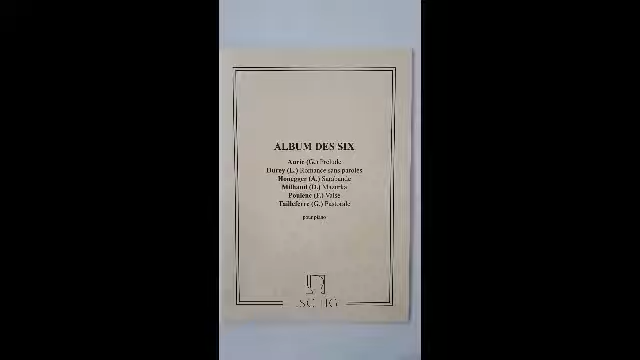 ALBUM DES SIX
Auric (G.) Prélude
Durey (L.) Romance sans paroles
Honegger (A.) Sarabande
Milhaud (D.) Mazurka
Poulenc (F.) Valse
Tailleferre (G.) Pastorale
pour piano